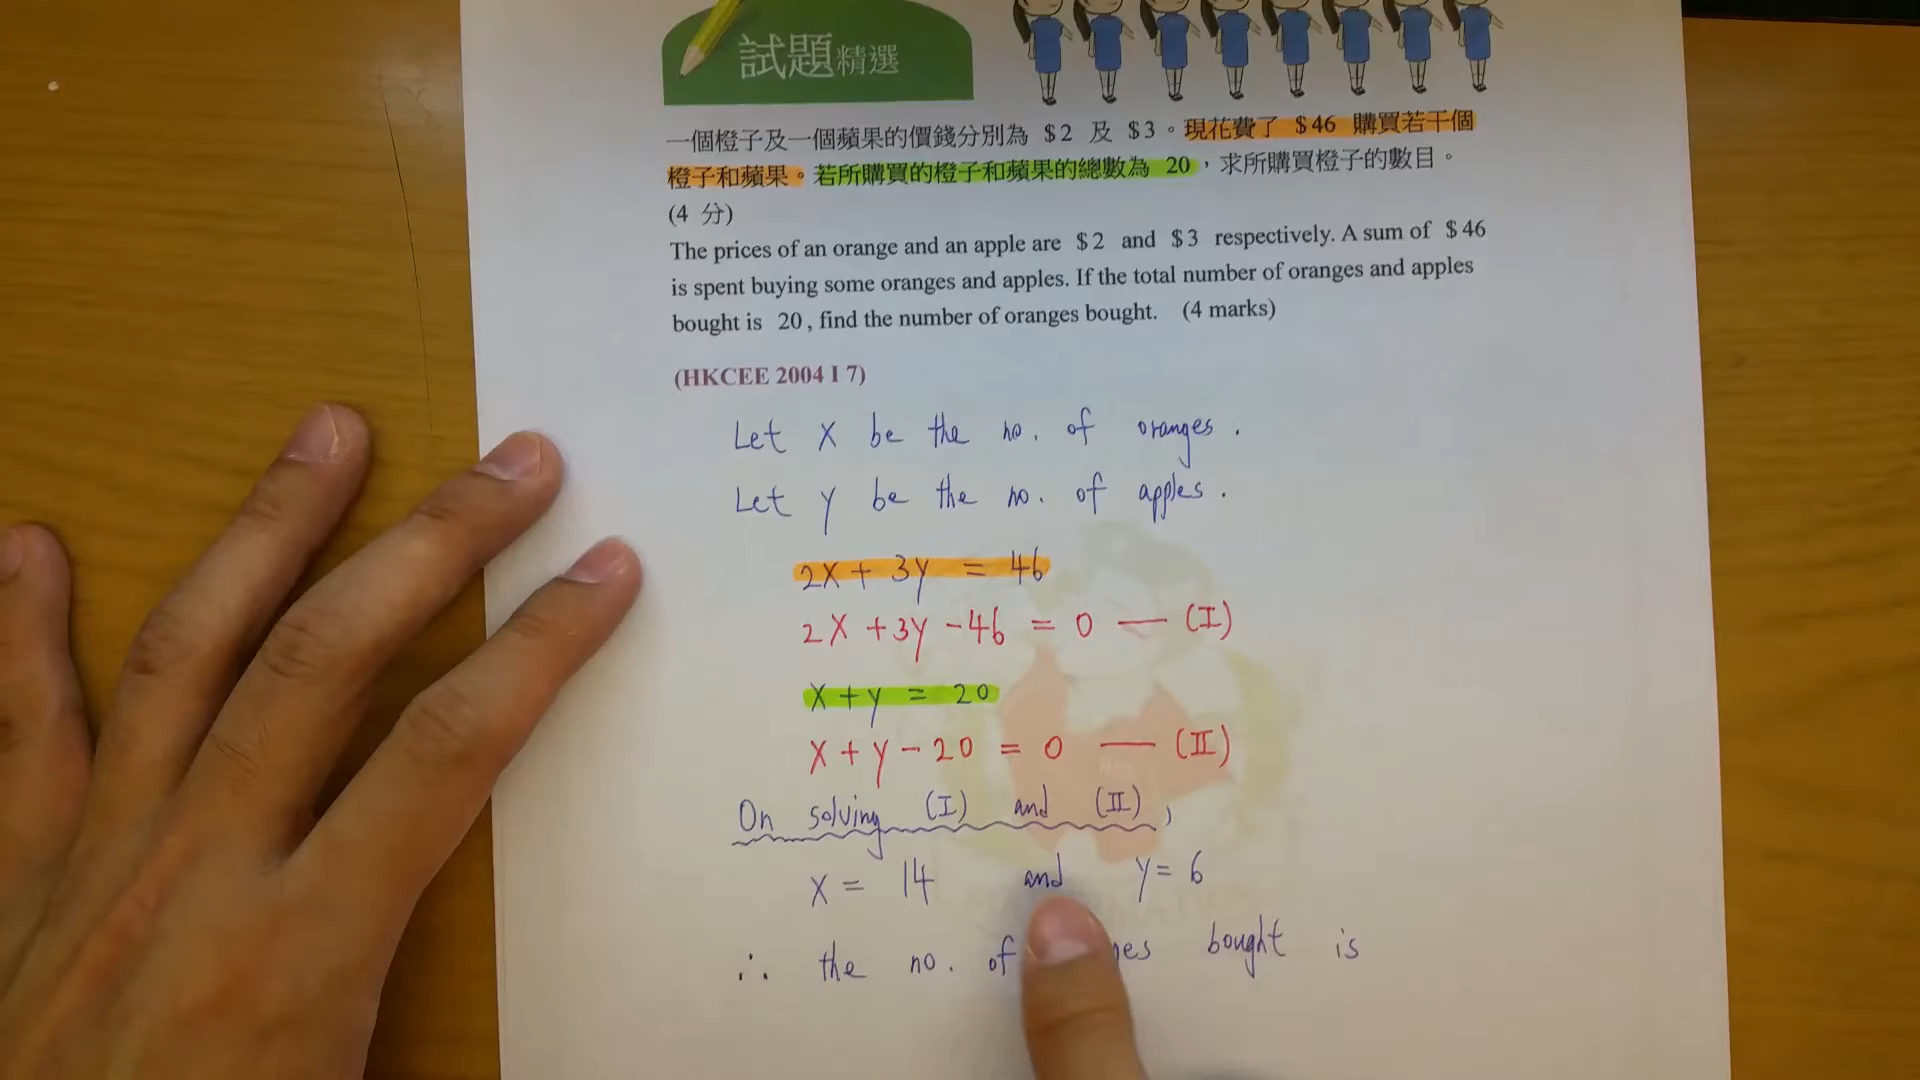 試題精選
一個橙子及一個蘋果的價錢分別為 $2 及 $3。現花費了 $46 購買若干個
橙子和蘋果。若所購買的橙子和蘋果的總數為 20，求所購買橙子的數目。
(4 分)
The prices of an orange and an apple are $2 and $3 respectively. A sum of $46
is spent buying some oranges and apples. If the total number of oranges and apples
bought is 20, find the number of oranges bought. (4 marks)
(HKCEE 2004 I 7)
Let x be the no. of oranges.
Let y be the no. of apples.
2x + 3y = 46
2x + 3y - 46 = 0 — (I)
x + y = 20
x + y - 20 = 0 — (II)
On solving (I) and (II),
x = 14 and y = 6
∴ the no. of bought is